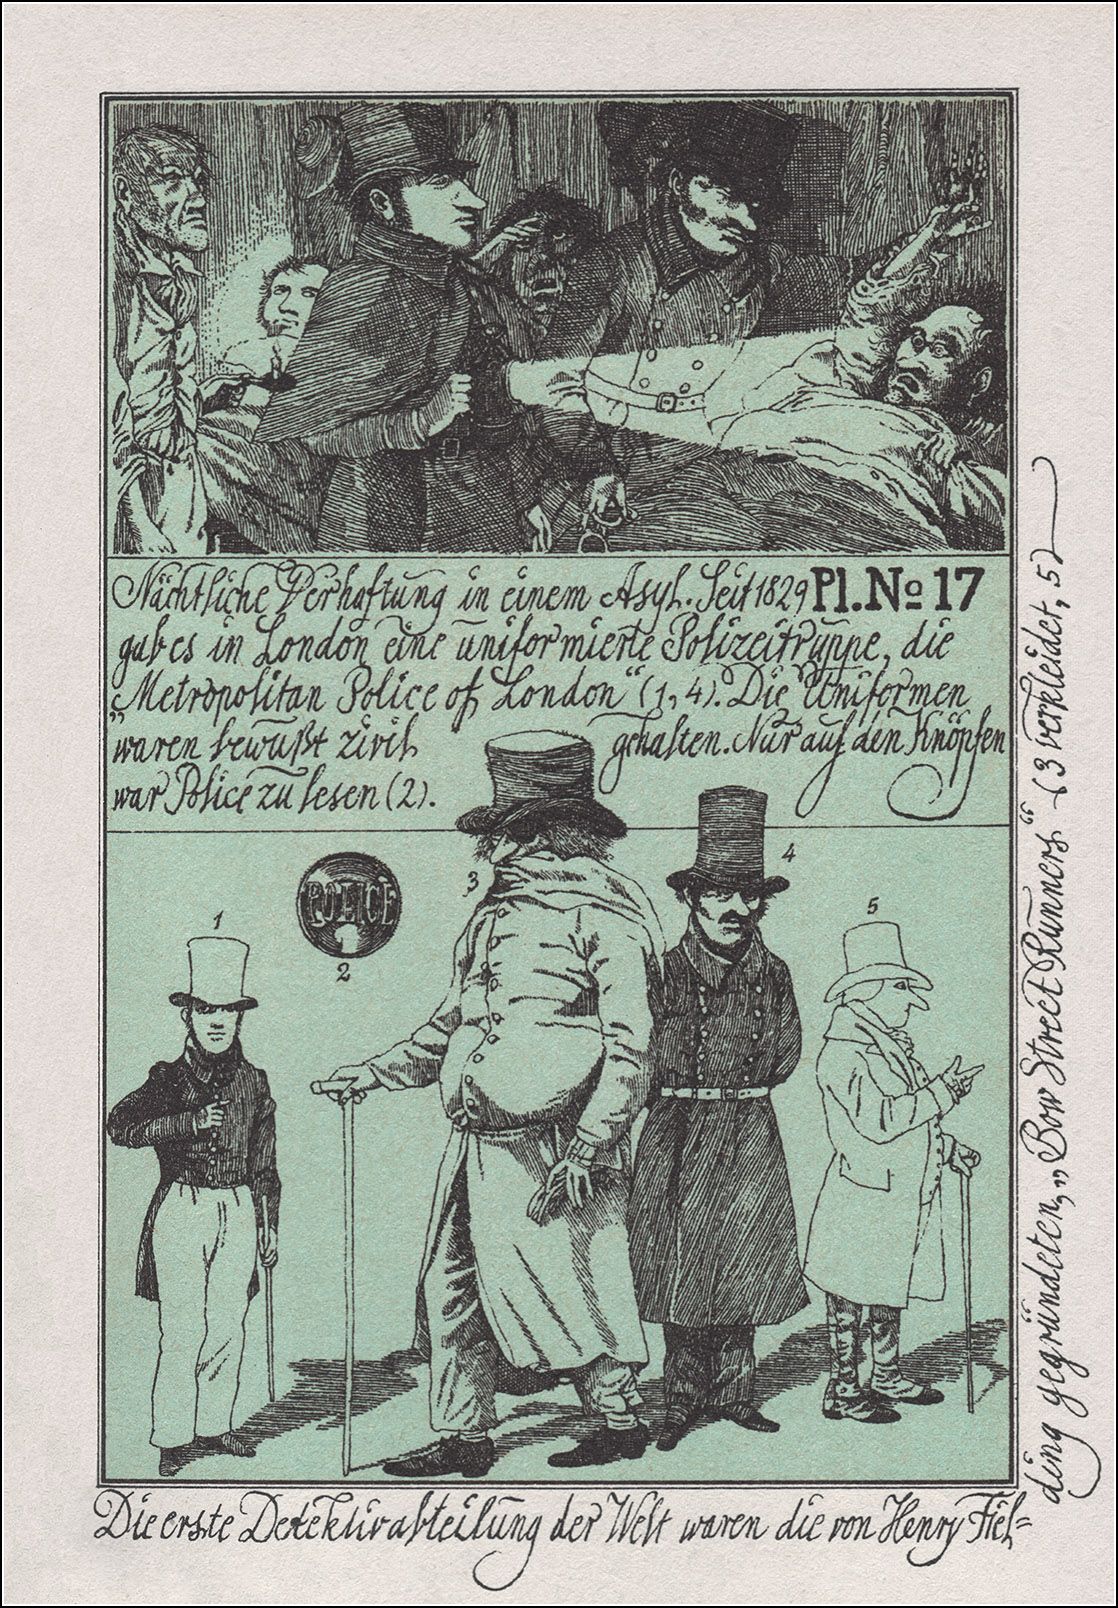 Nächtliche Verhaftung in einem Asyl. Seit 1829
Pl. No 17
gab es in London eine uniformierte Polizeitruppe, die
„Metropolitan Police of London“ (1, 4). Die Uniformen
waren bewußt zivil gehalten. Nur auf den Knöpfen
war Police zu lesen (2).
1
POLICE
1
2
3
4
5
Die erste Detektivabteilung der Welt waren die von Henry Fiel=
ding gegründeten „Bow Street Runners“ (3 verkleidet, 5)